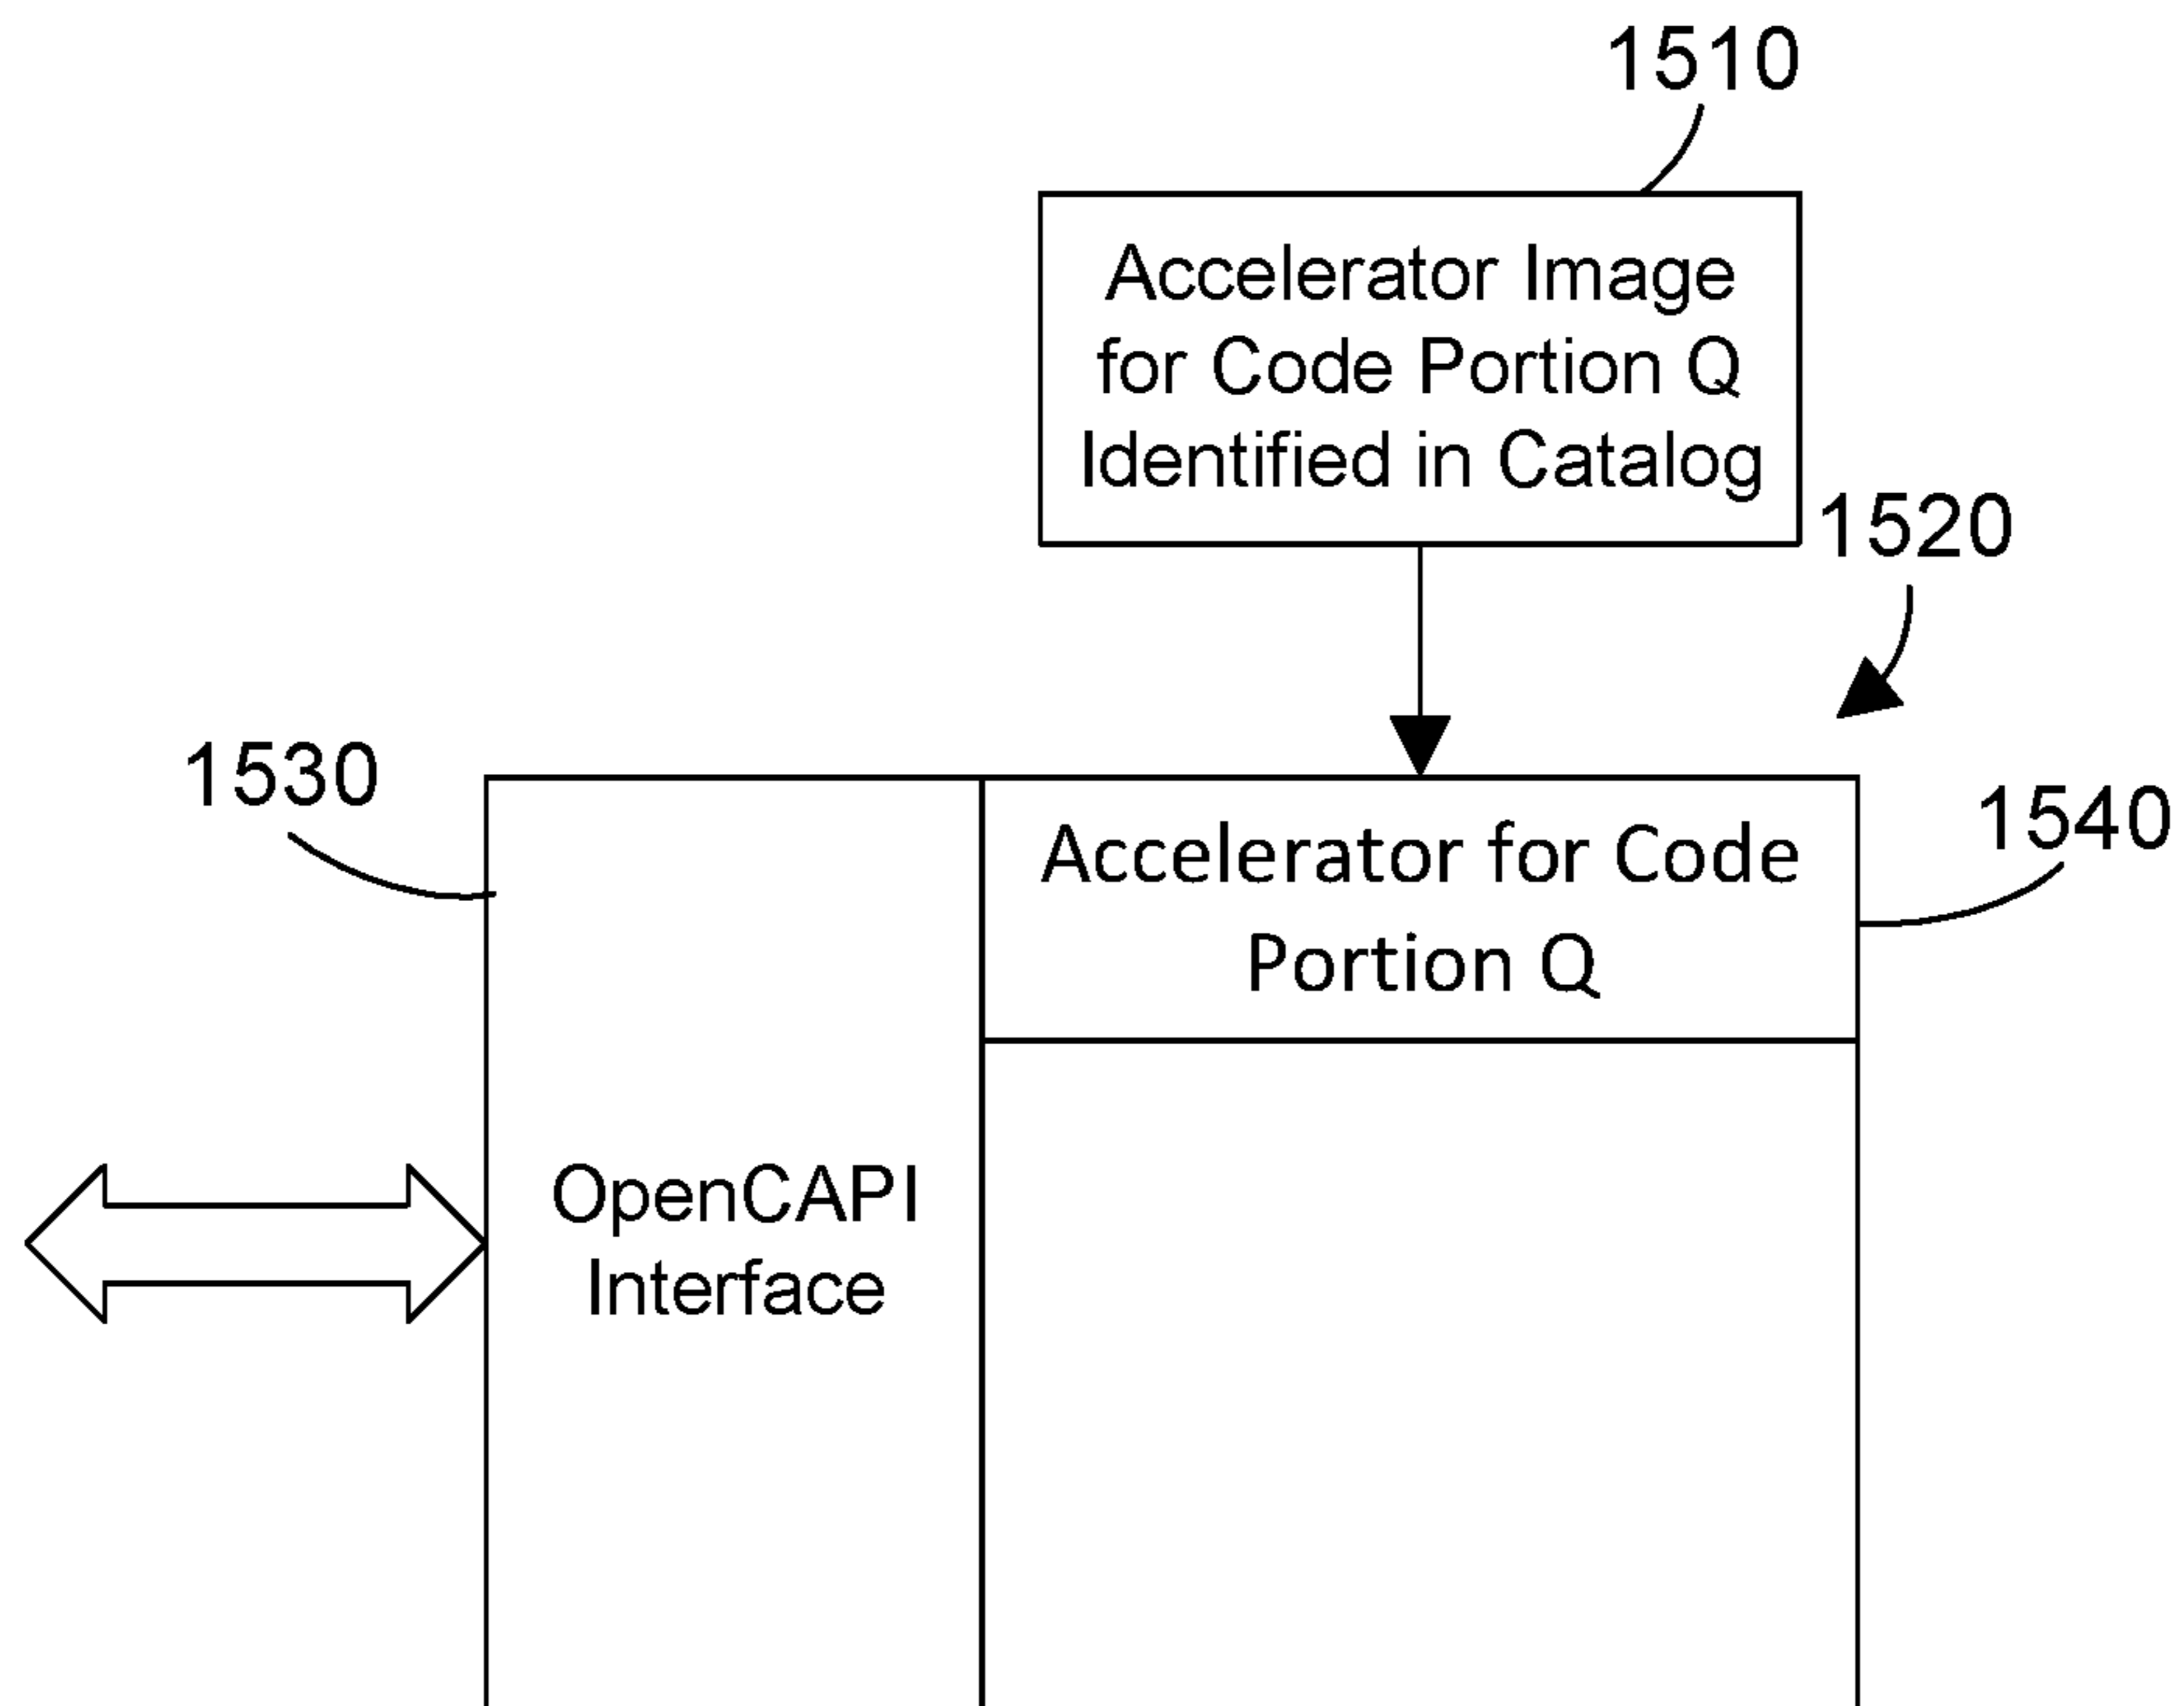 1510
Accelerator Image
for Code Portion Q
Identified in Catalog
1520
1530
1540
Accelerator for Code
Portion Q
OpenCAPI
Interface